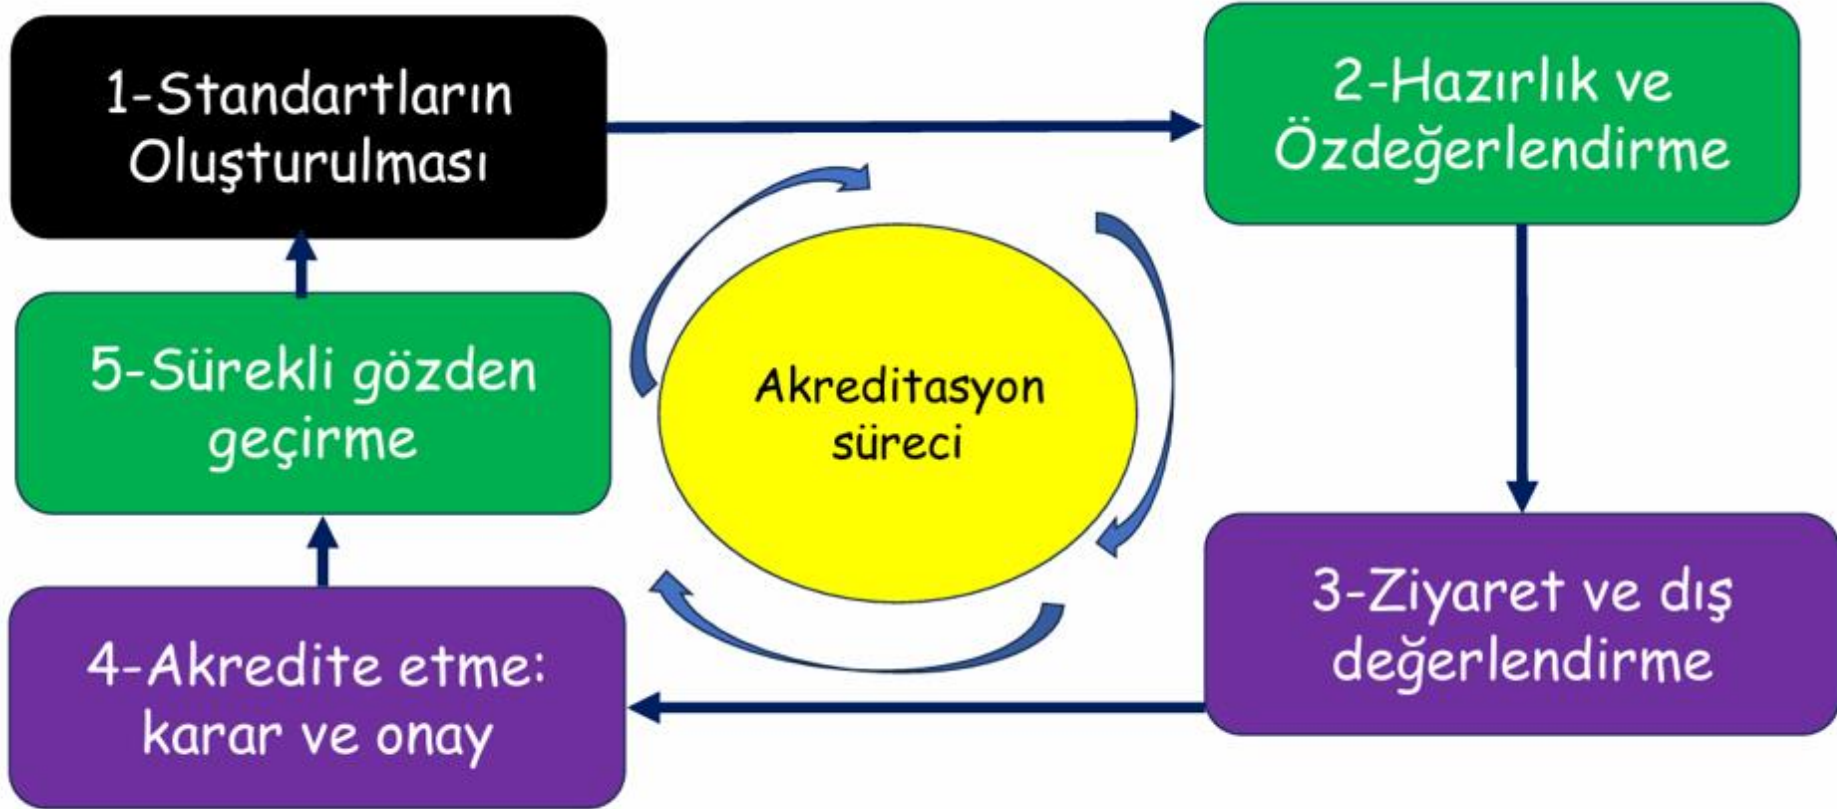 1-Standartların
Oluşturulması
2-Hazırlık ve
Özdeğerlendirme
3-Ziyaret ve dış
değerlendirme
4-Akredite etme:
karar ve onay
5-Sürekli gözden
geçirme
Akreditasyon
süreci